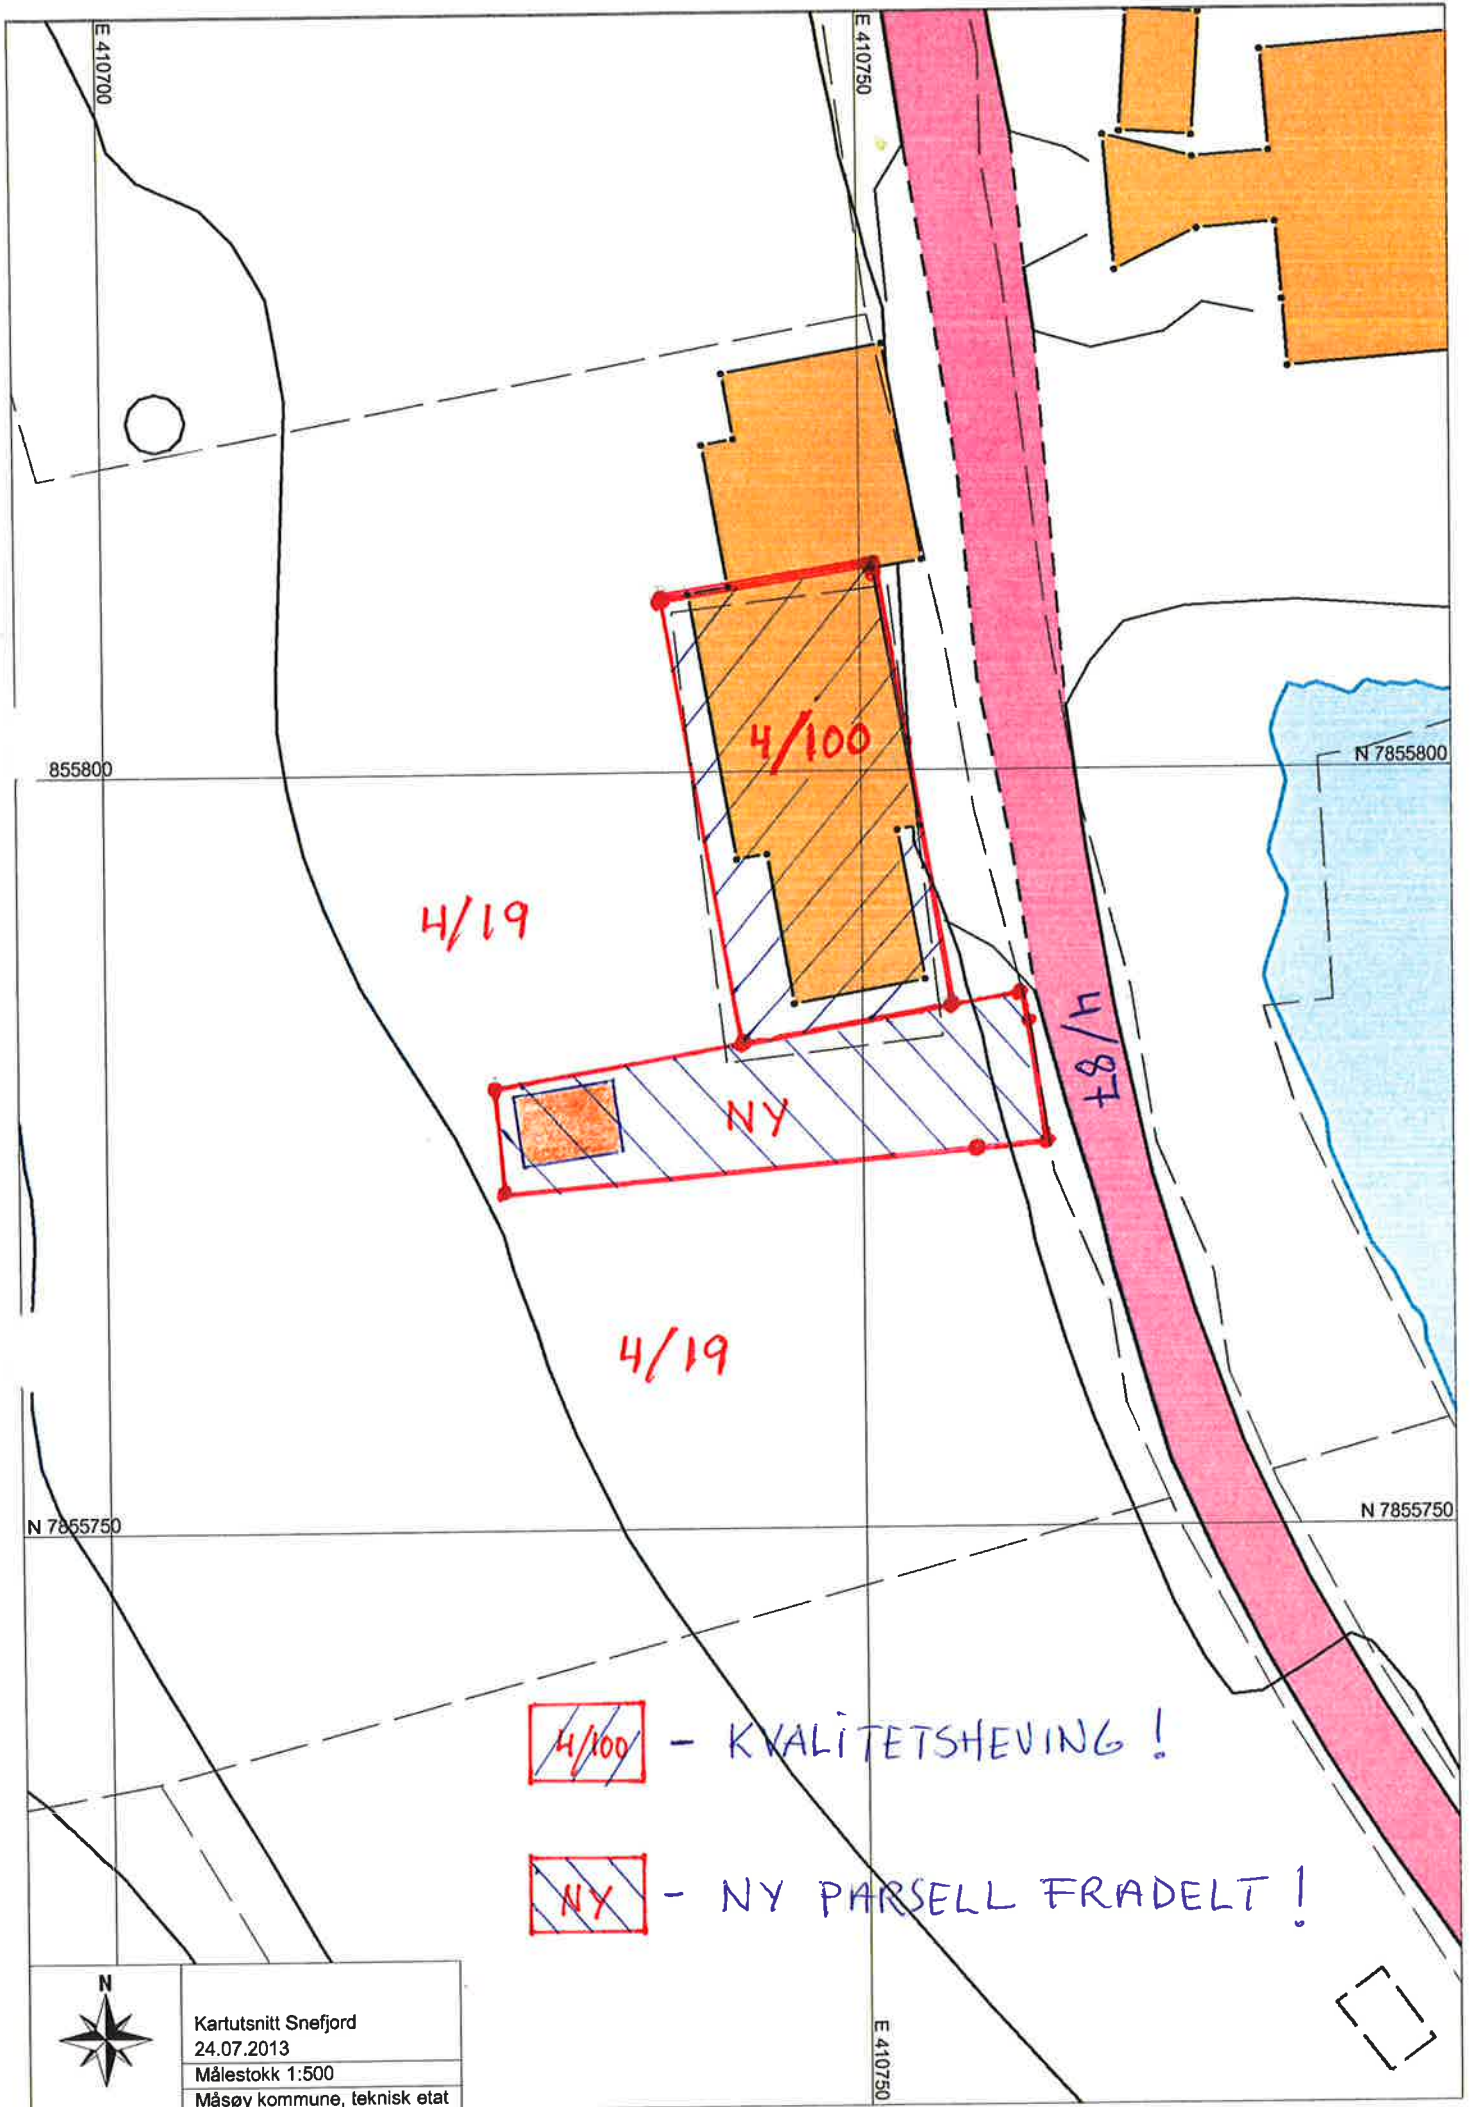 E 410700
E 410750
4/100
855800
N 7855800
4/19
4/87
NY
4/19
N 7855750
N 7855750
4/100 - KVALITETSHEVING !
NY - NY PARSELL FRADELT !
N
Kartutsnitt Snefjord
24.07.2013
Målestokk 1:500
Måsøy kommune, teknisk etat
E 410750